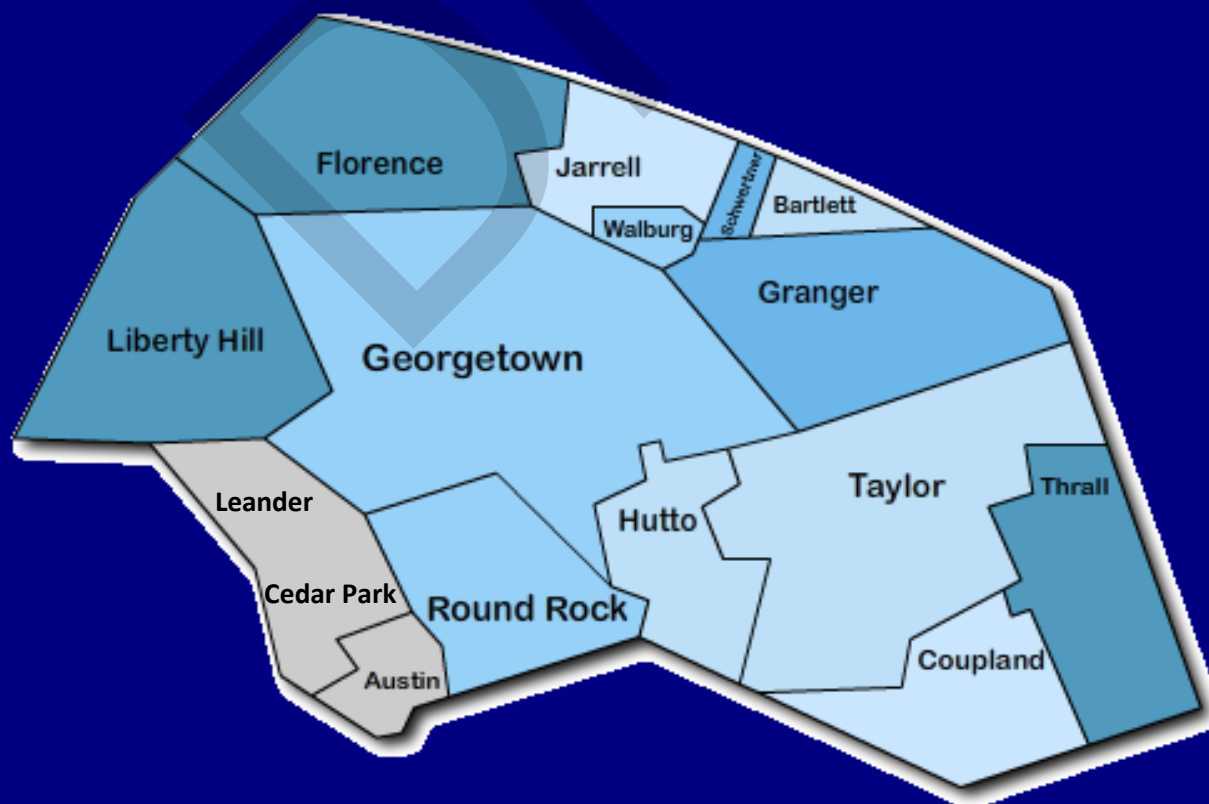 Florence
Jarrell
Schwertner
Bartlett
Walburg
Granger
Liberty Hill
Georgetown
Taylor
Thrall
Leander
Hutto
Cedar Park
Round Rock
Coupland
Austin